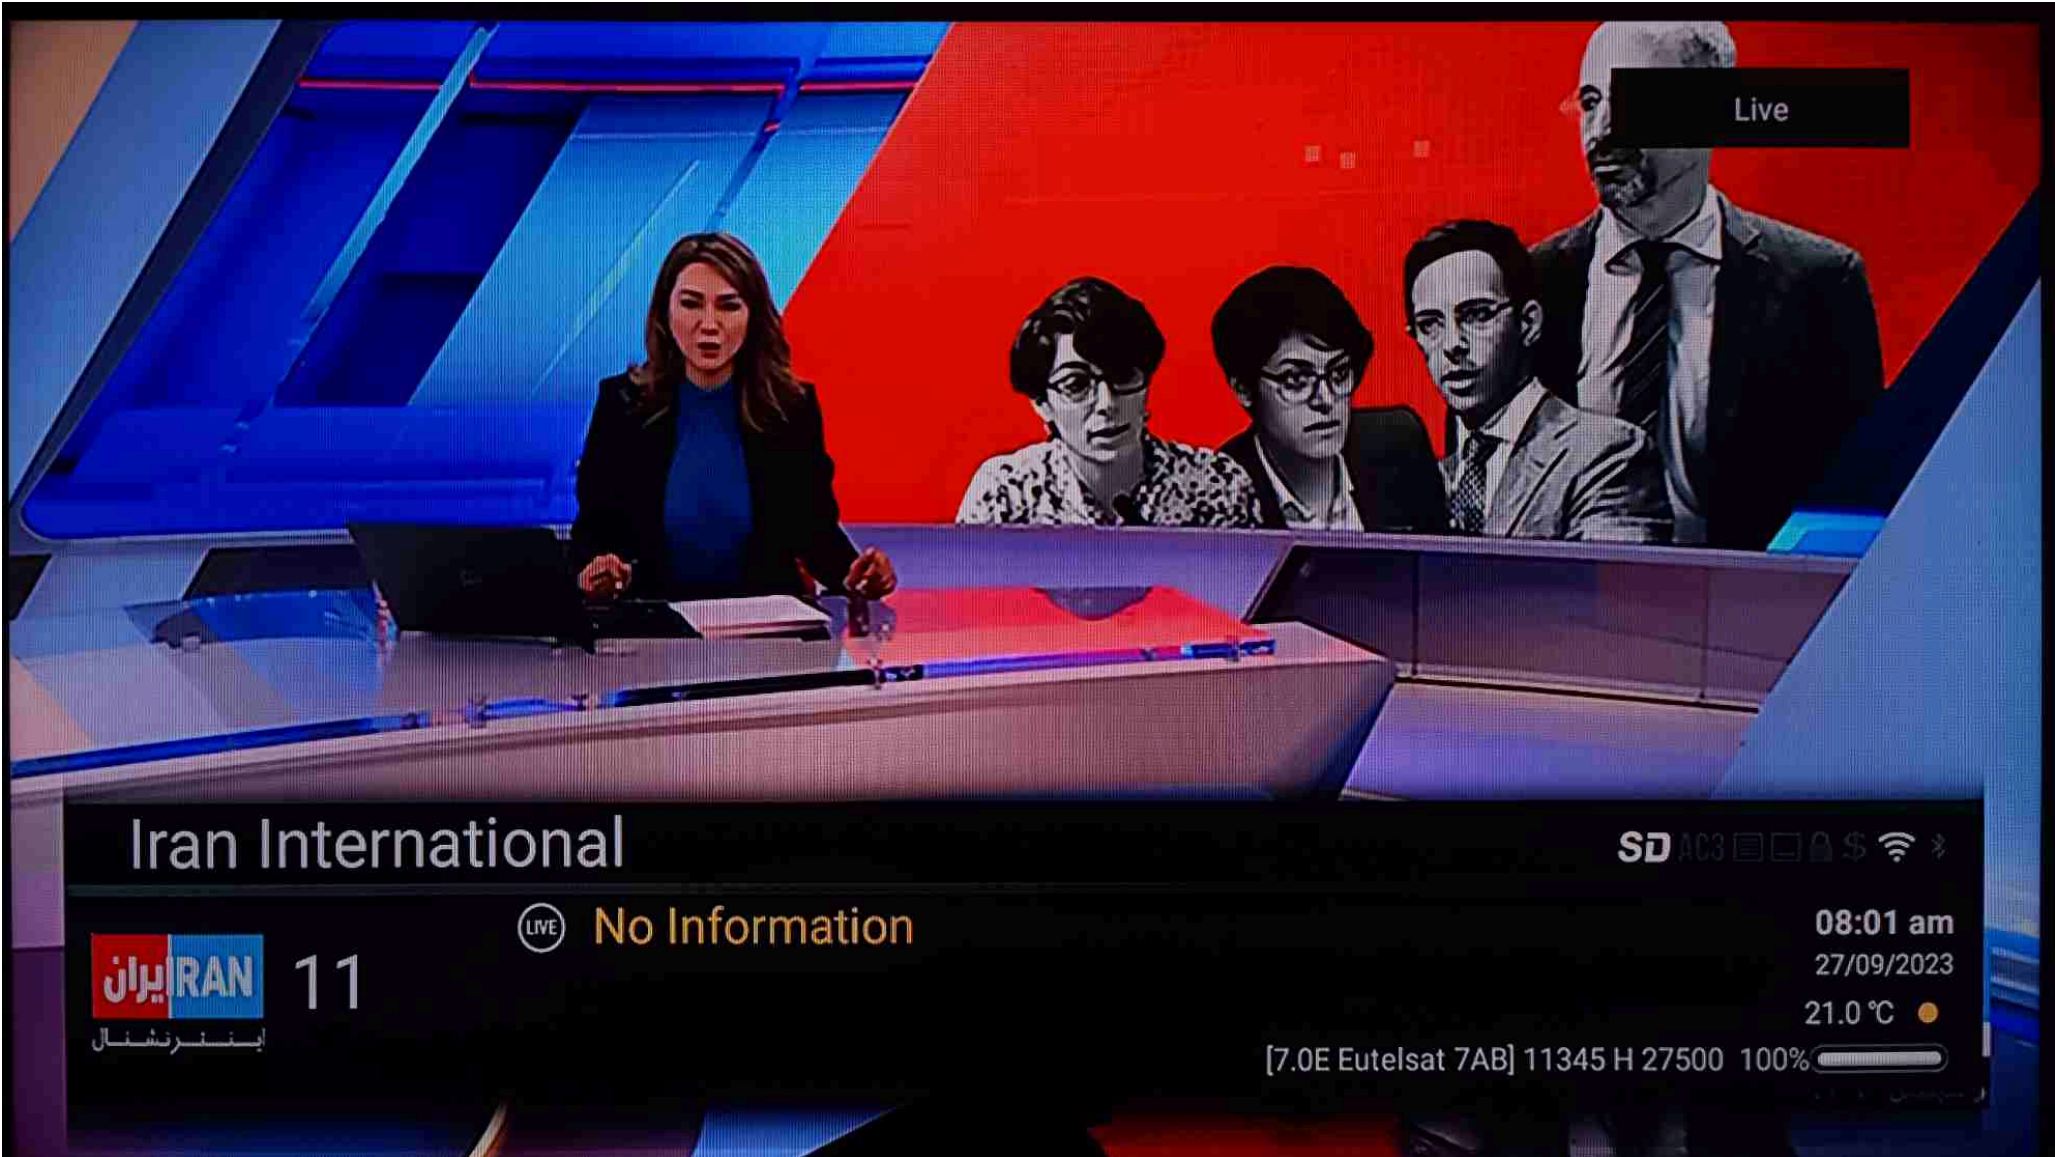 Live
Iran International
SD AC3 $
LIVE No Information
08:01 am
27/09/2023
ایران IRAN
11
21.0 °C
اینترنشنال
[7.0E Eutelsat 7AB] 11345 H 27500 100%